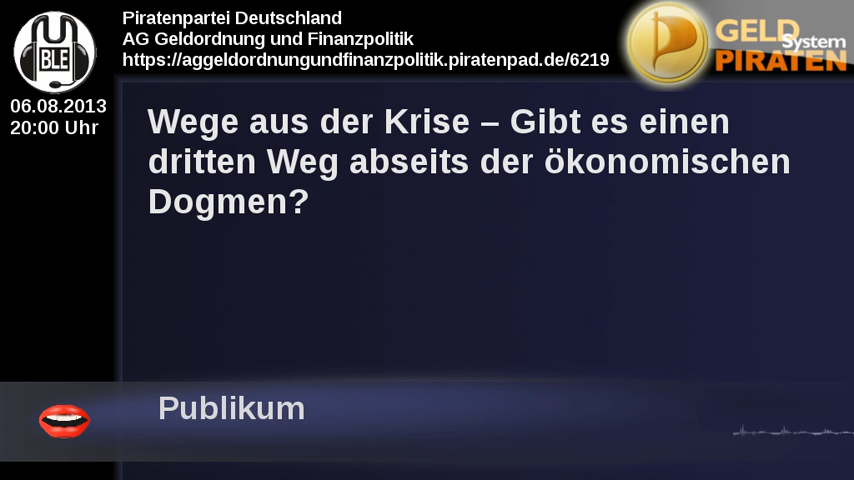 Piratenpartei Deutschland
AG Geldordnung und Finanzpolitik
https://aggeldordnungundfinanzpolitik.piratenpad.de/6219
GELD
System
PIRATEN
BLE
06.08.2013
20:00 Uhr
Wege aus der Krise – Gibt es einen
dritten Weg abseits der ökonomischen
Dogmen?
Publikum